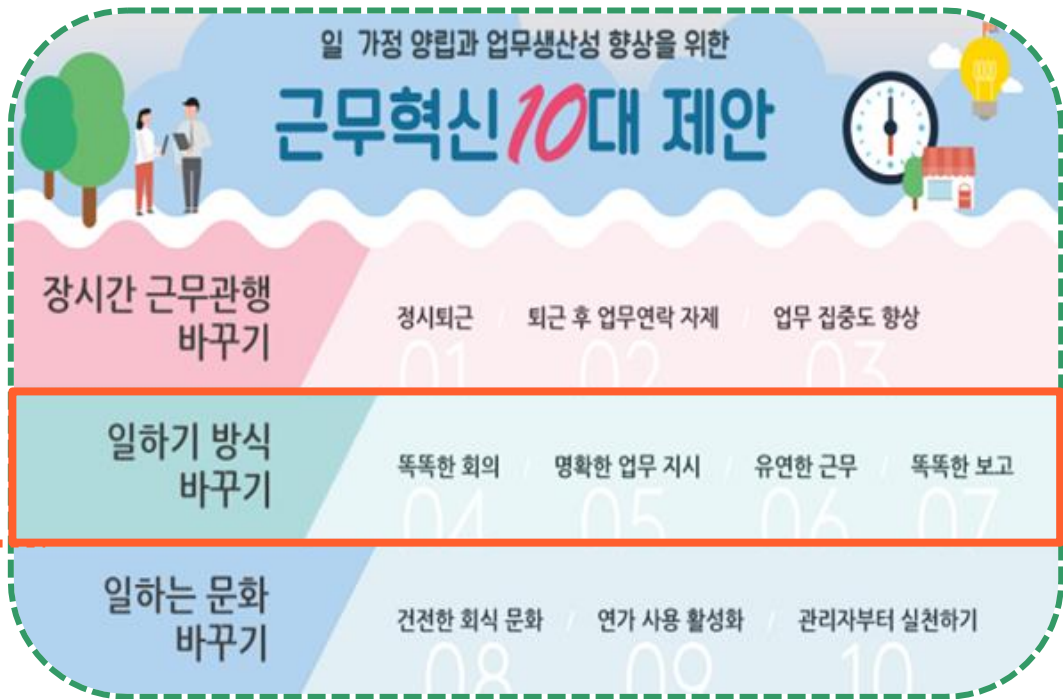 일 가정 양립과 업무생산성 향상을 위한
근무혁신 10대 제안
장시간 근무관행
바꾸기
정시퇴근 / 퇴근 후 업무연락 자제 / 업무 집중도 향상
01 02 03
일하기 방식
바꾸기
똑똑한 회의 / 명확한 업무 지시 / 유연한 근무 / 똑똑한 보고
04 05 06 07
일하는 문화
바꾸기
건전한 회식 문화 / 연가 사용 활성화 / 관리자부터 실천하기
08 09 10